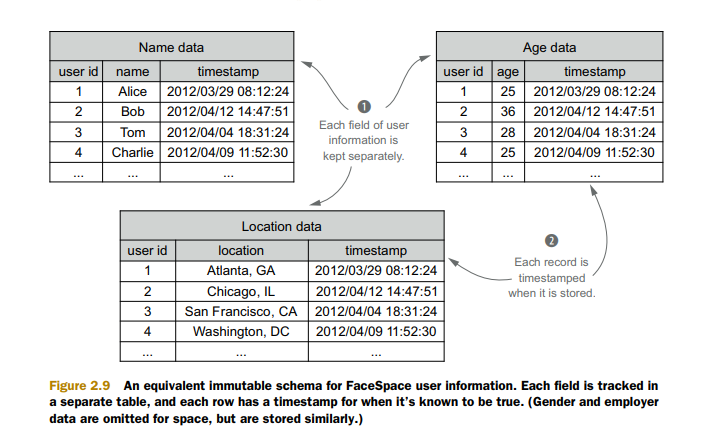 Name data
user id name timestamp
1 Alice 2012/03/29 08:12:24
2 Bob 2012/04/12 14:47:51
3 Tom 2012/04/04 18:31:24
4 Charlie 2012/04/09 11:52:30
... ... ...
Age data
user id age timestamp
1 25 2012/03/29 08:12:24
2 36 2012/04/12 14:47:51
3 28 2012/04/04 18:31:24
4 25 2012/04/09 11:52:30
... ... ...
1
Each field of user
information is
kept separately.
Location data
user id location timestamp
1 Atlanta, GA 2012/03/29 08:12:24
2 Chicago, IL 2012/04/12 14:47:51
3 San Francisco, CA 2012/04/04 18:31:24
4 Washington, DC 2012/04/09 11:52:30
... ... ...
2
Each record is
timestamped
when it is stored.
Figure 2.9 An equivalent immutable schema for FaceSpace user information. Each field is tracked in
a separate table, and each row has a timestamp for when it’s known to be true. (Gender and employer
data are omitted for space, but are stored similarly.)